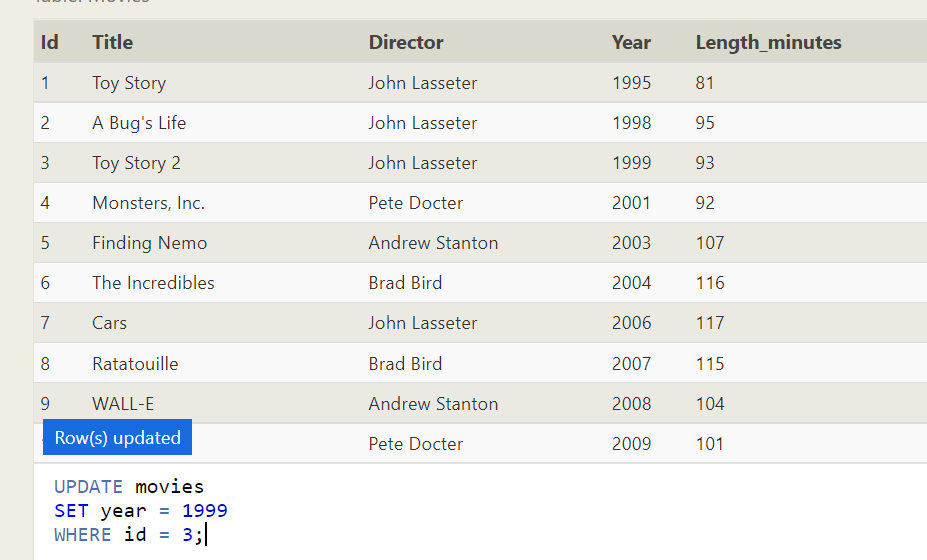 Id Title Director Year Length_minutes
1 Toy Story John Lasseter 1995 81
2 A Bug's Life John Lasseter 1998 95
3 Toy Story 2 John Lasseter 1999 93
4 Monsters, Inc. Pete Docter 2001 92
5 Finding Nemo Andrew Stanton 2003 107
6 The Incredibles Brad Bird 2004 116
7 Cars John Lasseter 2006 117
8 Ratatouille Brad Bird 2007 115
9 WALL-E Andrew Stanton 2008 104
Row(s) updated Pete Docter 2009 101
UPDATE movies
SET year = 1999
WHERE id = 3;